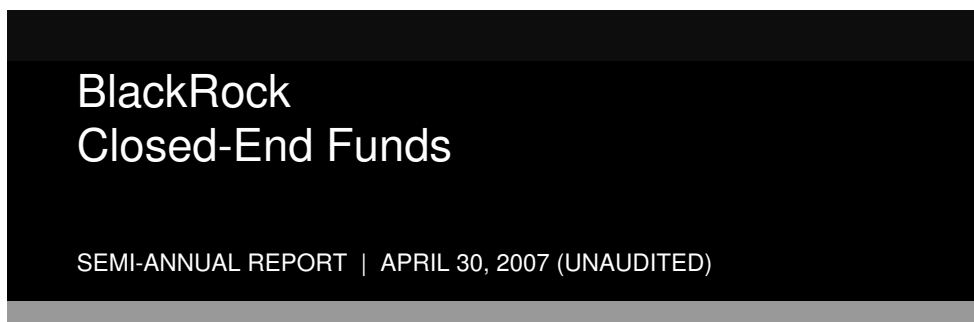 BlackRock
Closed-End Funds
SEMI-ANNUAL REPORT | APRIL 30, 2007 (UNAUDITED)